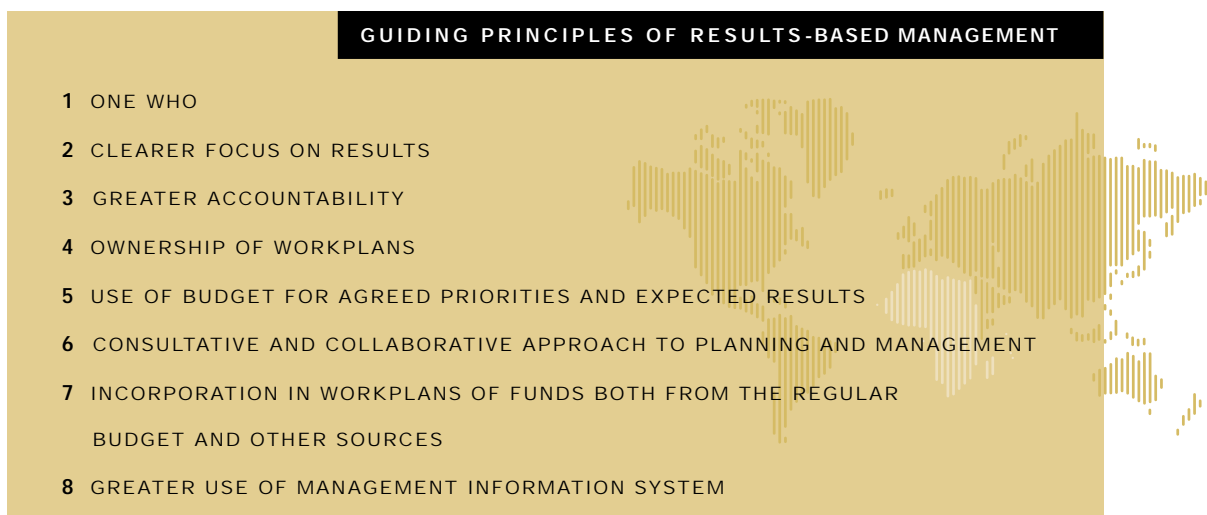 GUIDING PRINCIPLES OF RESULTS-BASED MANAGEMENT
1 ONE WHO
2 CLEARER FOCUS ON RESULTS
3 GREATER ACCOUNTABILITY
4 OWNERSHIP OF WORKPLANS
5 USE OF BUDGET FOR AGREED PRIORITIES AND EXPECTED RESULTS
6 CONSULTATIVE AND COLLABORATIVE APPROACH TO PLANNING AND MANAGEMENT
7 INCORPORATION IN WORKPLANS OF FUNDS BOTH FROM THE REGULAR
BUDGET AND OTHER SOURCES
8 GREATER USE OF MANAGEMENT INFORMATION SYSTEM